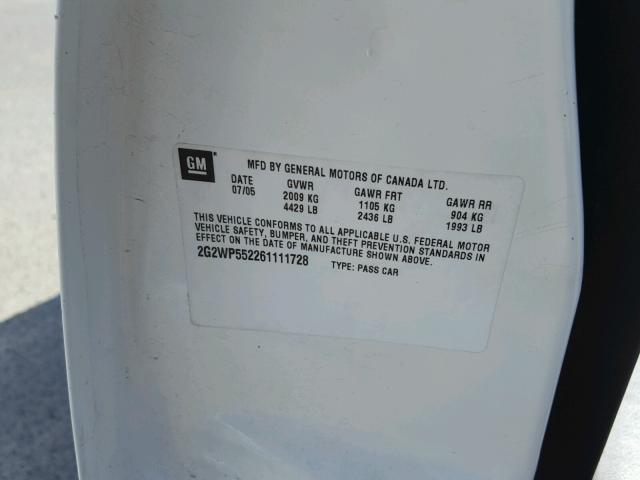 GM
MFD BY GENERAL MOTORS OF CANADA LTD.
DATE GVWR GAWR FRT GAWR RR
07/05 2009 KG 1105 KG 904 KG
4429 LB 2436 LB 1993 LB
THIS VEHICLE CONFORMS TO ALL APPLICABLE U.S. FEDERAL MOTOR
VEHICLE SAFETY, BUMPER, AND THEFT PREVENTION STANDARDS IN
EFFECT ON THE DATE OF MANUFACTURE SHOWN ABOVE.
2G2WP552261111728 TYPE: PASS CAR